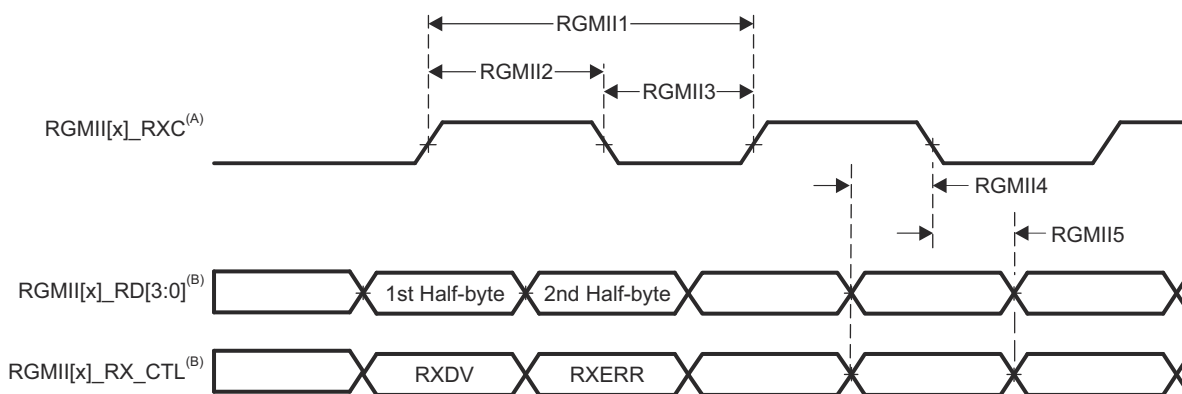 RGMII1
RGMII2
RGMII3
RGMII[x]_RXC(A)
RGMII4
RGMII5
RGMII[x]_RD[3:0](B)
1st Half-byte
2nd Half-byte
RGMII[x]_RX_CTL(B)
RXDV
RXERR